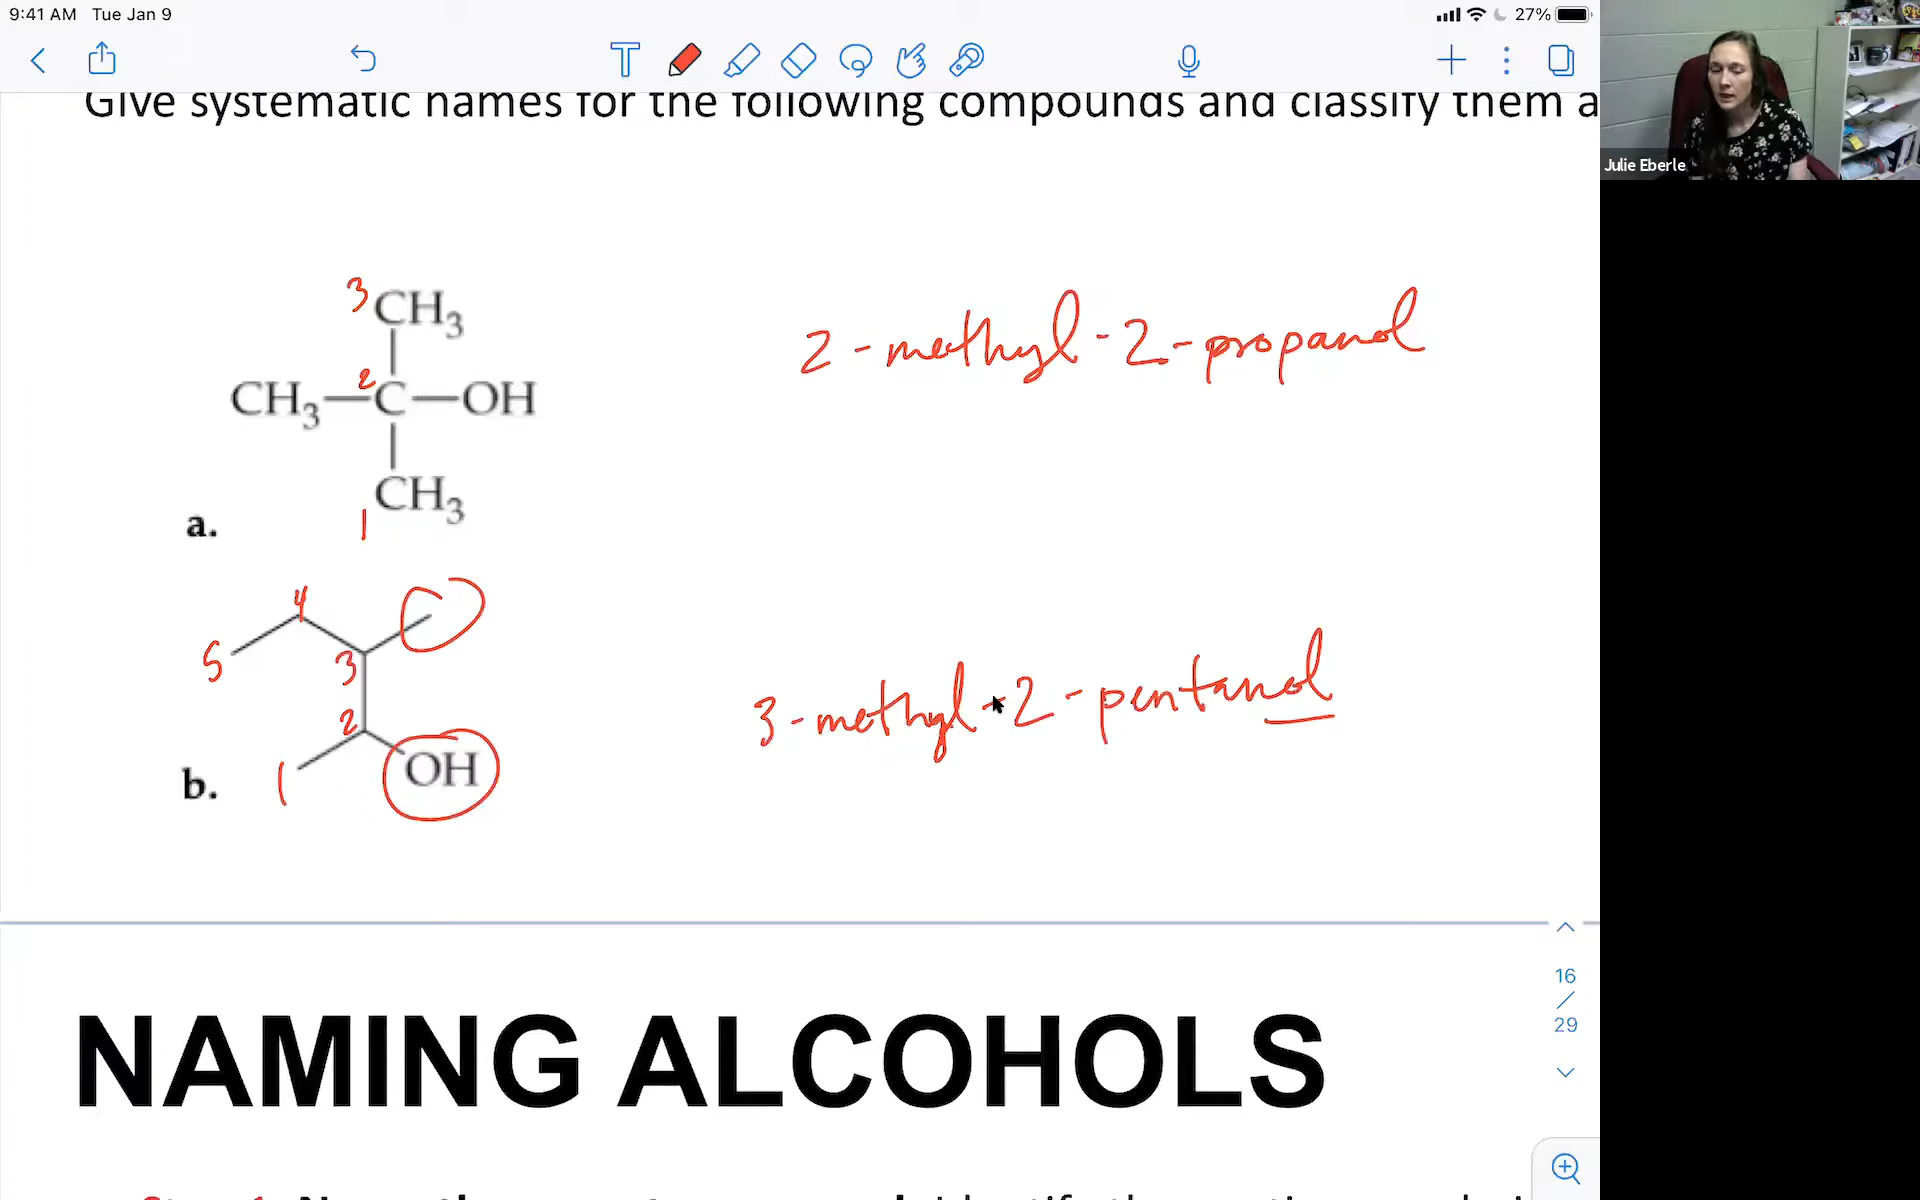 9:41 AM Tue Jan 9
27%
T
Give systematic names for the following compounds and classify them a
Julie Eberle
3 CH3
2
CH3—C—OH
CH3
1
a.
2-methyl-2-propanol
4
5
3
2
1
OH
b.
3-methyl-2-pentanol
16
/
29
NAMING ALCOHOLS